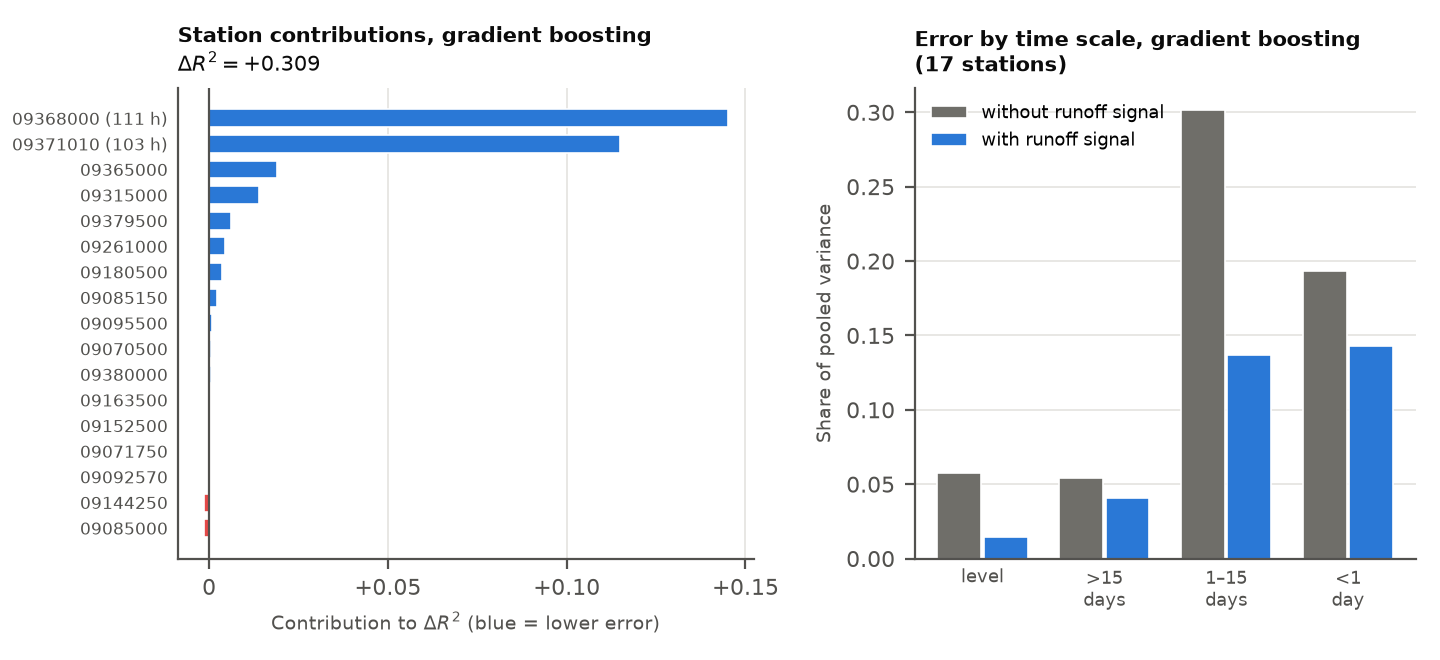 Station contributions, gradient boosting
ΔR² = +0.309
09368000 (111 h)
09371010 (103 h)
09365000
09315000
09379500
09261000
09180500
09085150
09095500
09070500
09380000
09163500
09152500
09071750
09092570
09144250
09085000
0
+0.05
+0.10
+0.15
Contribution to ΔR² (blue = lower error)
Error by time scale, gradient boosting
(17 stations)
without runoff signal
with runoff signal
Share of pooled variance
0.30
0.25
0.20
0.15
0.10
0.05
0.00
level
>15
days
1–15
days
<1
day